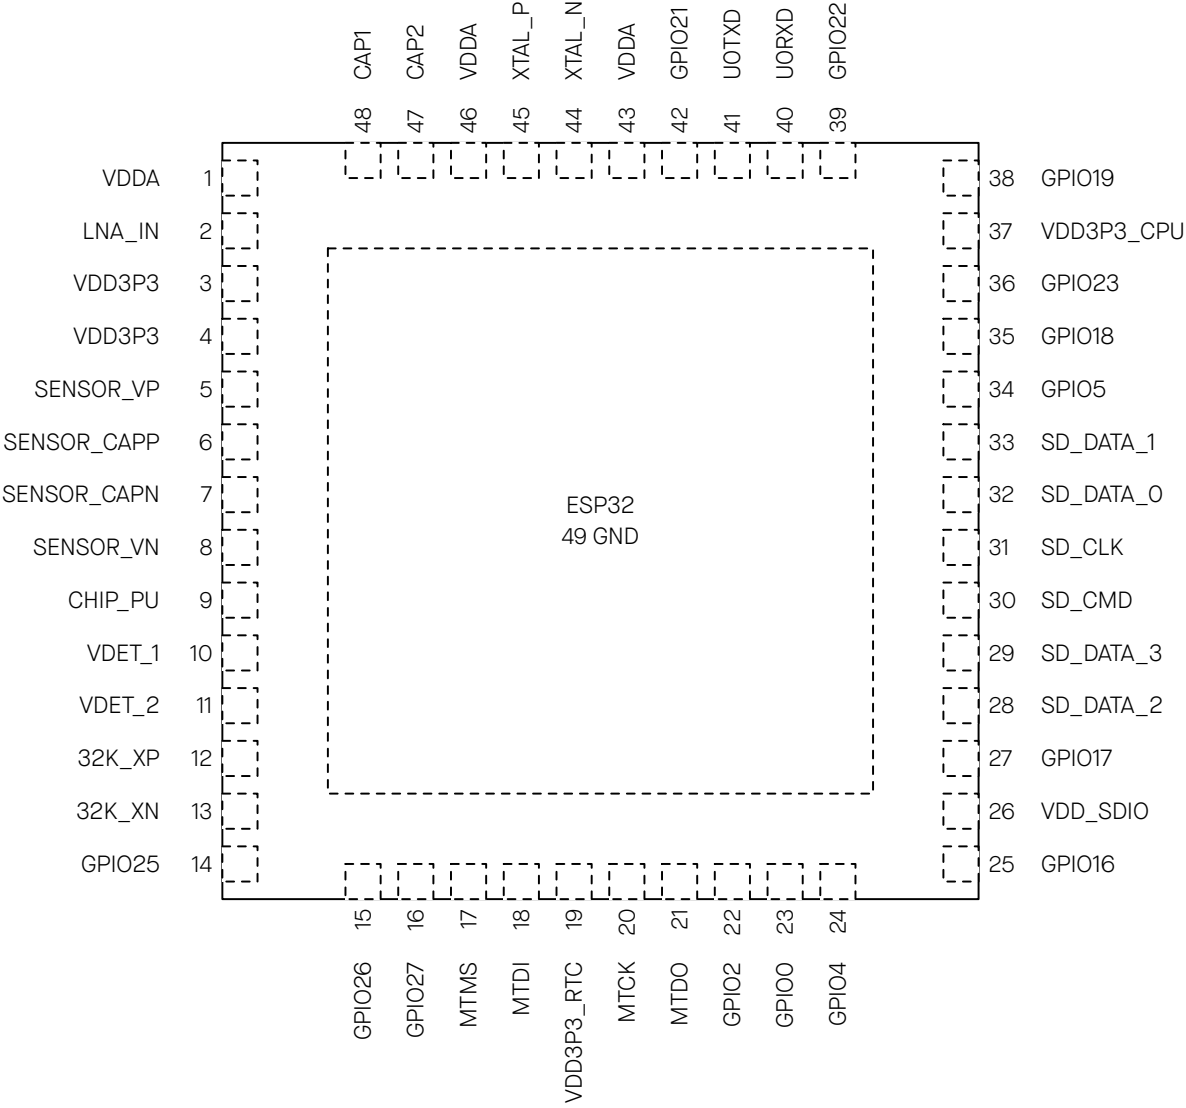 CAP1 48
CAP2 47
VDDA 46
XTAL_P 45
XTAL_N 44
VDDA 43
GPIO21 42
U0TXD 41
U0RXD 40
GPIO22 39
VDDA 1
LNA_IN 2
VDD3P3 3
VDD3P3 4
SENSOR_VP 5
SENSOR_CAPP 6
SENSOR_CAPN 7
SENSOR_VN 8
CHIP_PU 9
VDET_1 10
VDET_2 11
32K_XP 12
32K_XN 13
GPIO25 14
ESP32
49 GND
38 GPIO19
37 VDD3P3_CPU
36 GPIO23
35 GPIO18
34 GPIO5
33 SD_DATA_1
32 SD_DATA_0
31 SD_CLK
30 SD_CMD
29 SD_DATA_3
28 SD_DATA_2
27 GPIO17
26 VDD_SDIO
25 GPIO16
15 GPIO26
16 GPIO27
17 MTMS
18 MTDI
19 VDD3P3_RTC
20 MTCK
21 MTDO
22 GPIO2
23 GPIO0
24 GPIO4